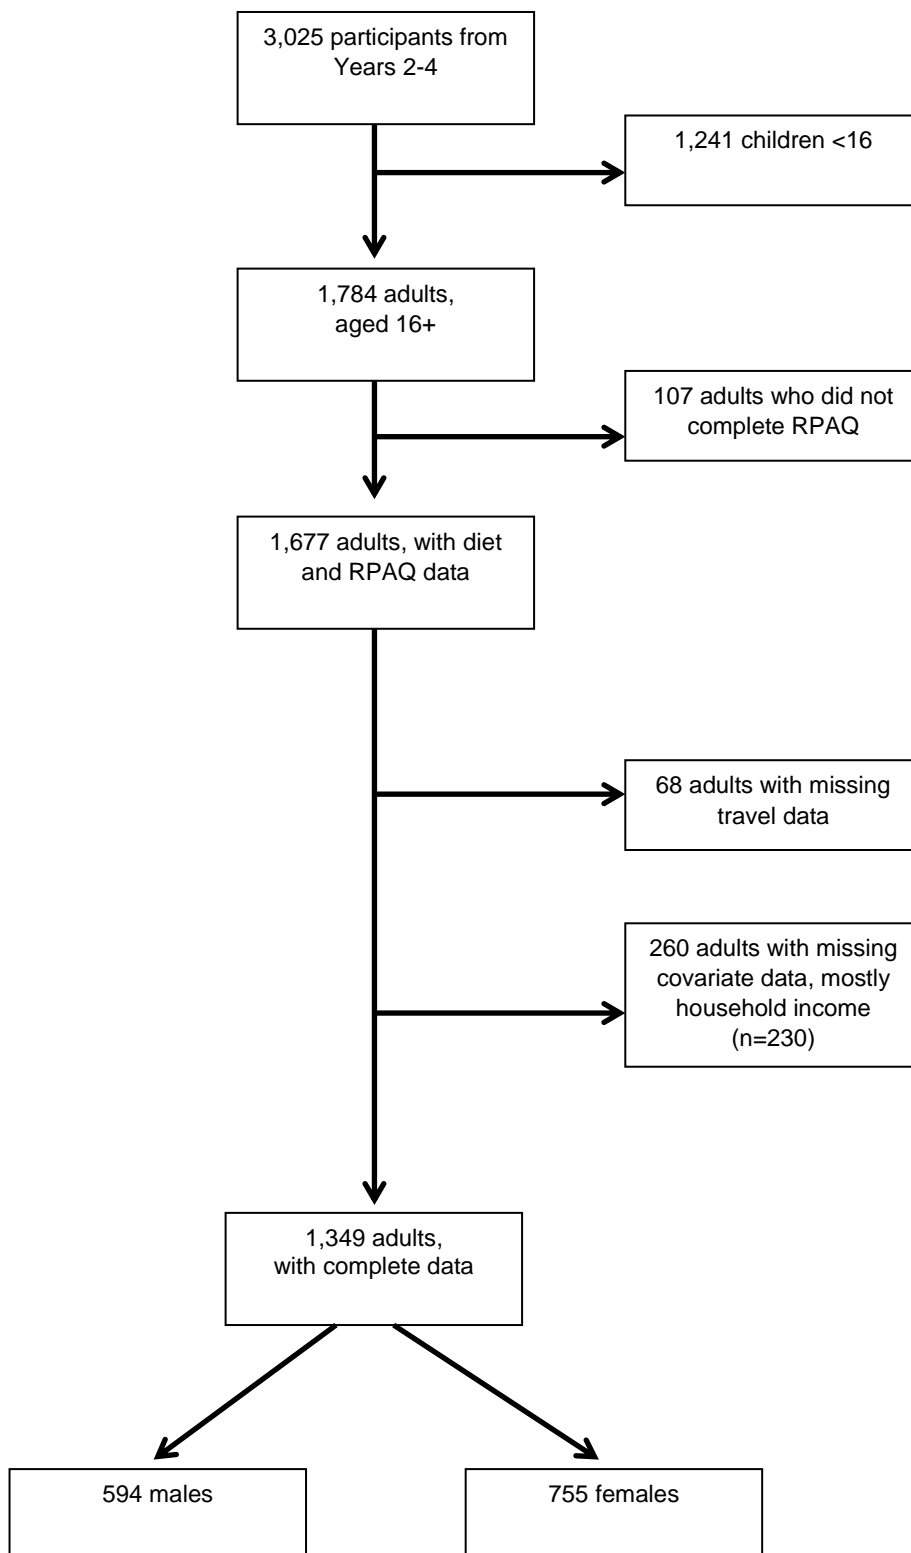 3,025 participants from
Years 2-4
1,241 children <16
1,784 adults,
aged 16+
107 adults who did not
complete RPAQ
1,677 adults, with diet
and RPAQ data
68 adults with missing
travel data
260 adults with missing
covariate data, mostly
household income
(n=230)
1,349 adults,
with complete data
594 males
755 females